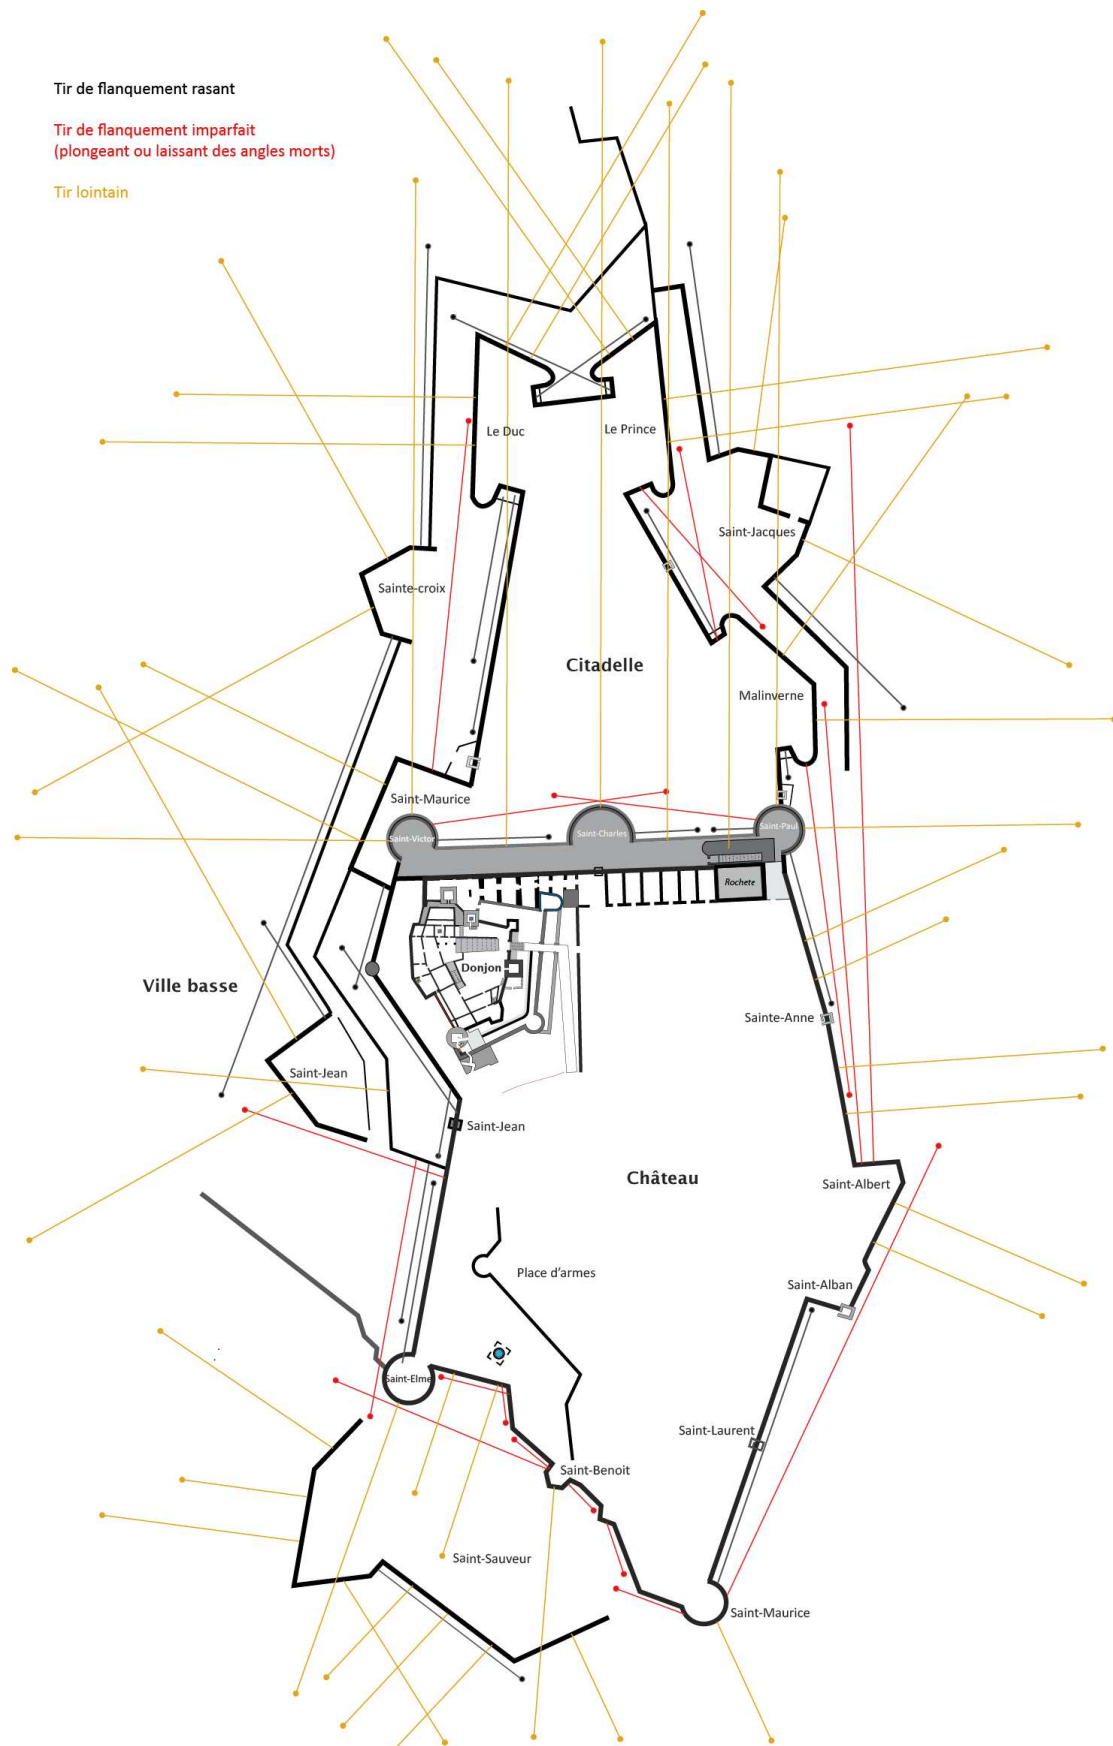 Tir de flanquement rasant
Tir de flanquement imparfait
(plongeant ou laissant des angles morts)
Tir lointain
Le Duc
Le Prince
Saint-Jacques
Sainte-croix
Citadelle
Malinverne
Saint-Maurice
Saint-Victor
Saint-Charles
Saint-Paul
Rochete
Donjon
Ville basse
Sainte-Anne
Saint-Jean
Saint-Jean
Château
Saint-Albert
Place d'armes
Saint-Alban
Saint-Elme
Saint-Laurent
Saint-Benoit
Saint-Sauveur
Saint-Maurice